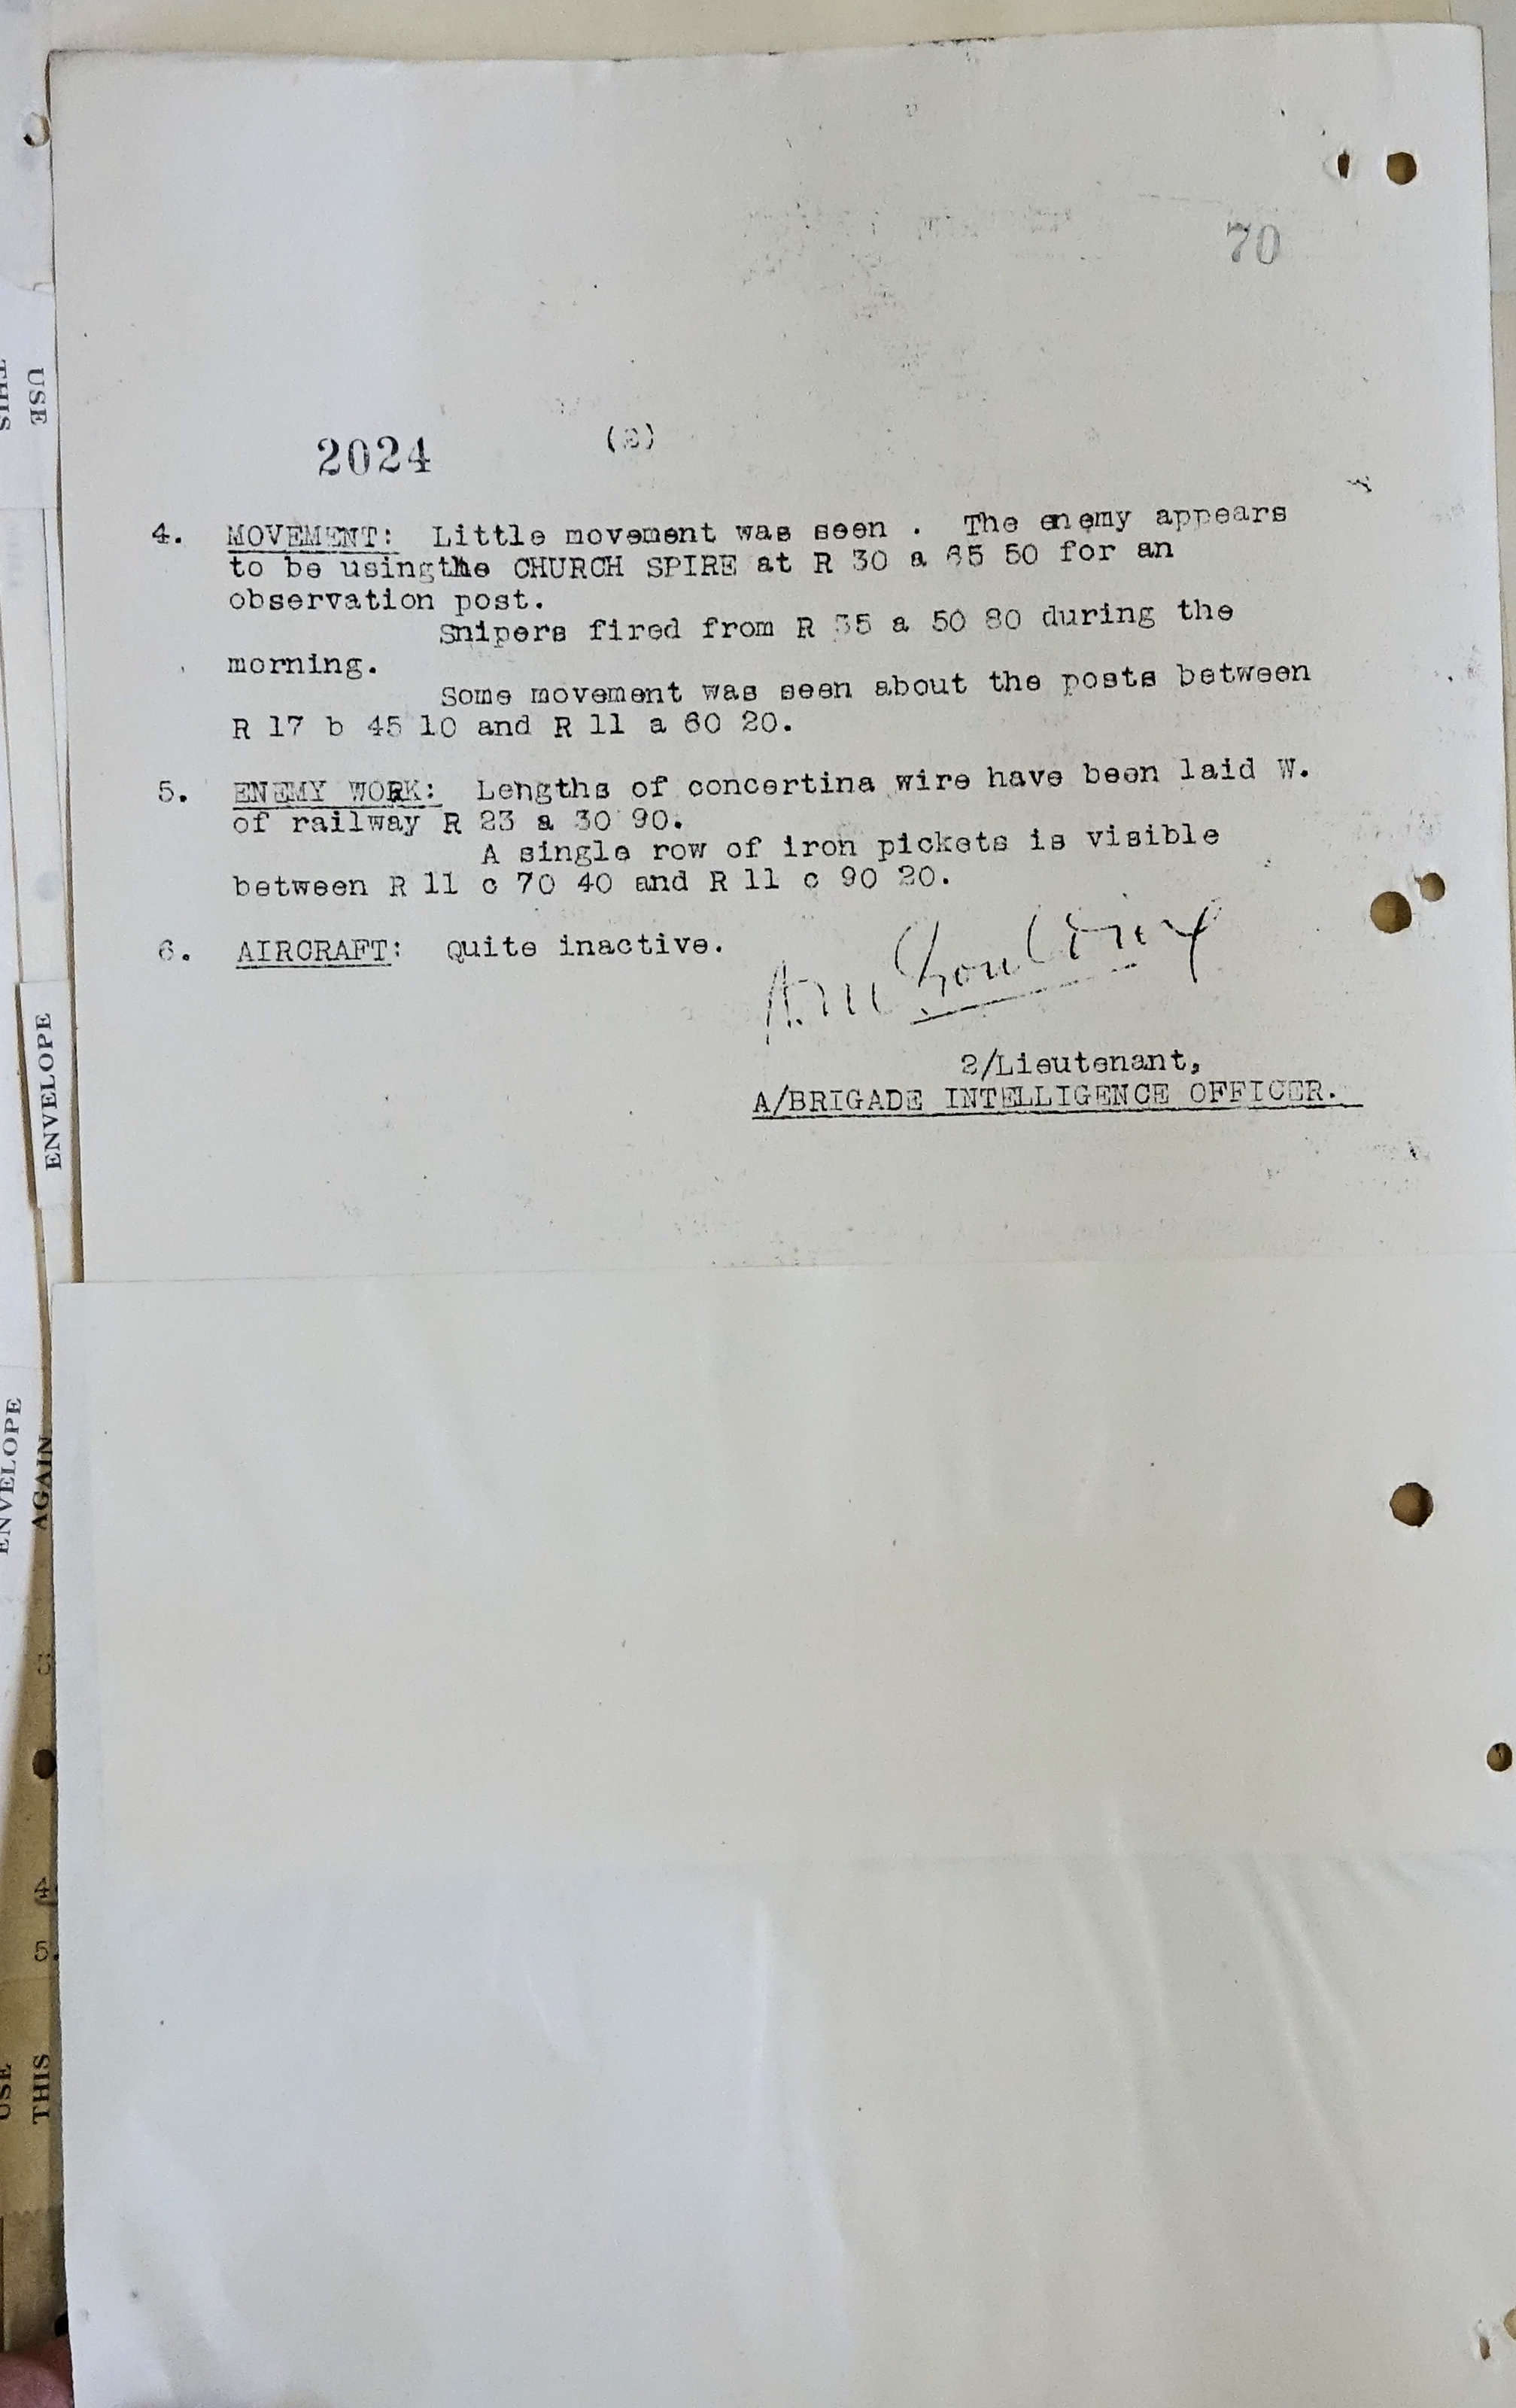 70
2024 (2)
4. MOVEMENT: Little movement was seen . The enemy appears
to be usingthe CHURCH SPIRE at R 30 a 65 50 for an
observation post.
Snipers fired from R 35 a 50 80 during the
morning.
Some movement was seen about the posts between
R 17 b 45 10 and R 11 a 60 20.
5. ENEMY WORK: Lengths of concertina wire have been laid W.
of railway R 23 a 30 90.
A single row of iron pickets is visible
between R 11 c 70 40 and R 11 c 90 20.
6. AIRCRAFT: Quite inactive.
2/Lieutenant,
A/BRIGADE INTELLIGENCE OFFICER.
USE
THIS
ENVELOPE
ENVELOPE
AGAIN
3
4.
5.
USE
THIS